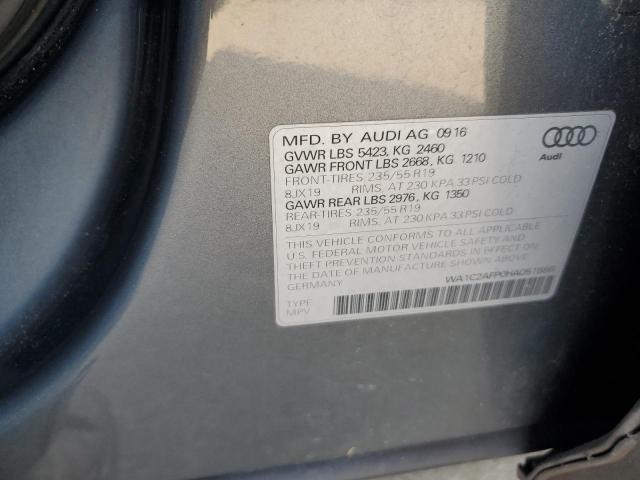 MFD. BY AUDI AG 09 16
GVWR LBS 5423, KG 2460
GAWR FRONT LBS 2668, KG 1210
FRONT-TIRES 235/55 R19
8JX19 RIMS, AT 230 KPA 33 PSI COLD
GAWR REAR LBS 2976, KG 1350
REAR-TIRES 235/55 R19
8JX19 RIMS, AT 230 KPA 33 PSI COLD
THIS VEHICLE CONFORMS TO ALL APPLICABLE
U.S. FEDERAL MOTOR VEHICLE SAFETY AND
THEFT PREVENTION STANDARDS IN EFFECT ON
THE DATE OF MANUFACTURE SHOWN ABOVE
GERMANY
TYPE
MPV
Audi